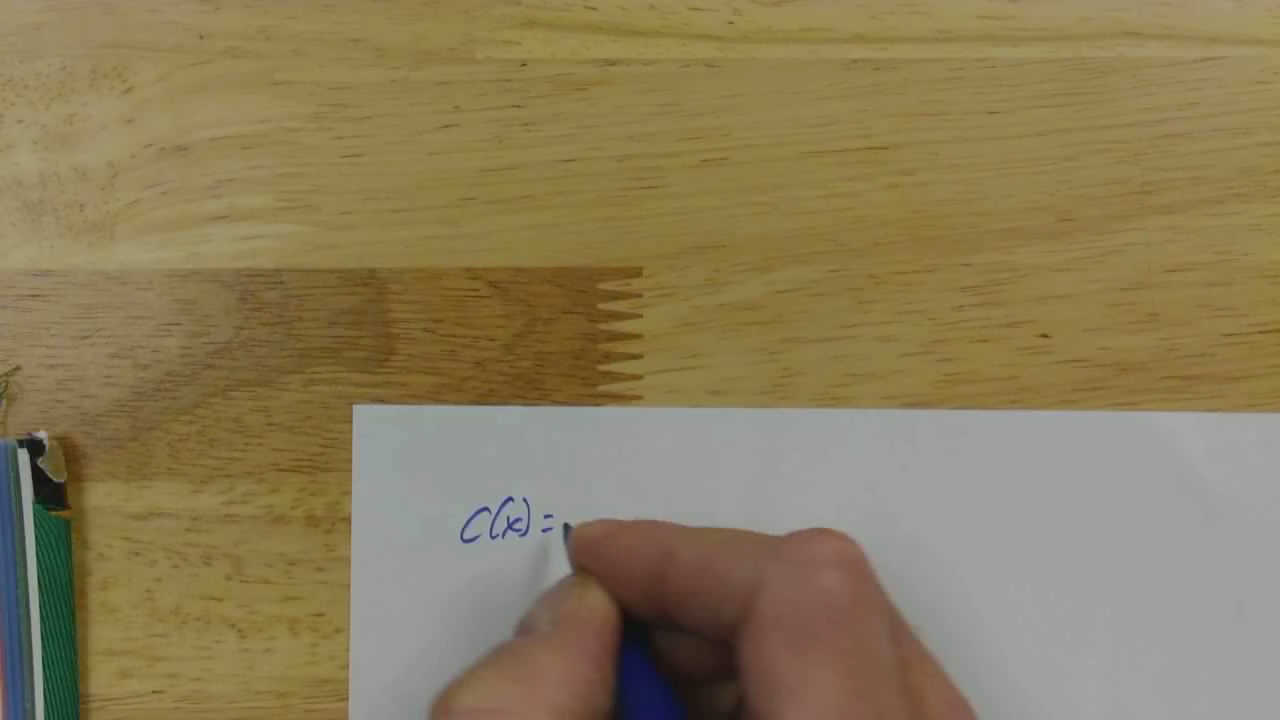 C(x) =